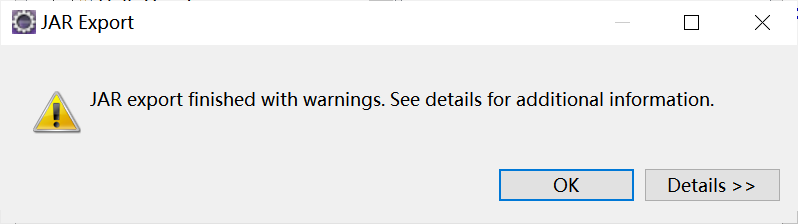 JAR Export
JAR export finished with warnings. See details for additional information.
OK
Details >>